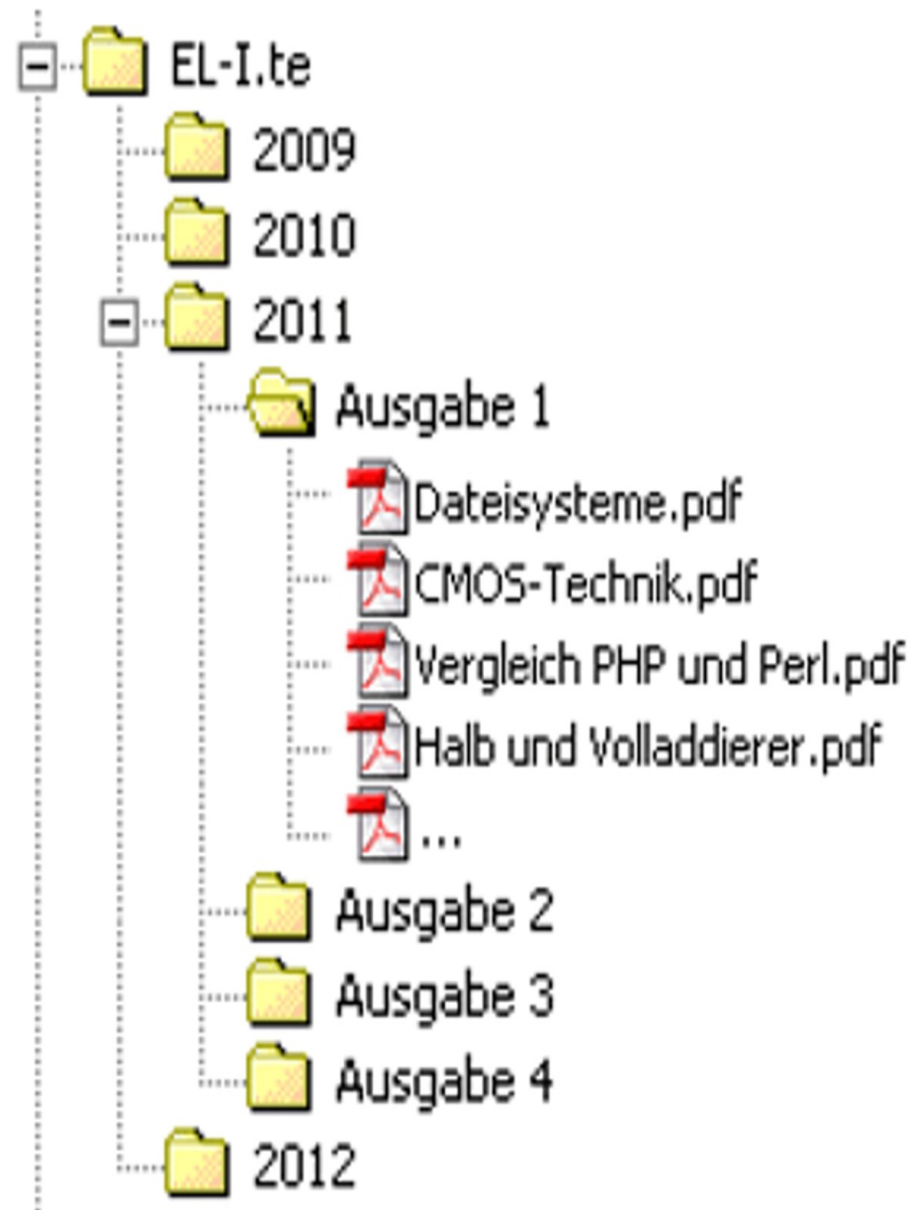 EL-I.te
2009
2010
2011
Ausgabe 1
Dateisysteme.pdf
CMOS-Technik.pdf
Vergleich PHP und Perl.pdf
Halb und Volladdierer.pdf
...
Ausgabe 2
Ausgabe 3
Ausgabe 4
2012